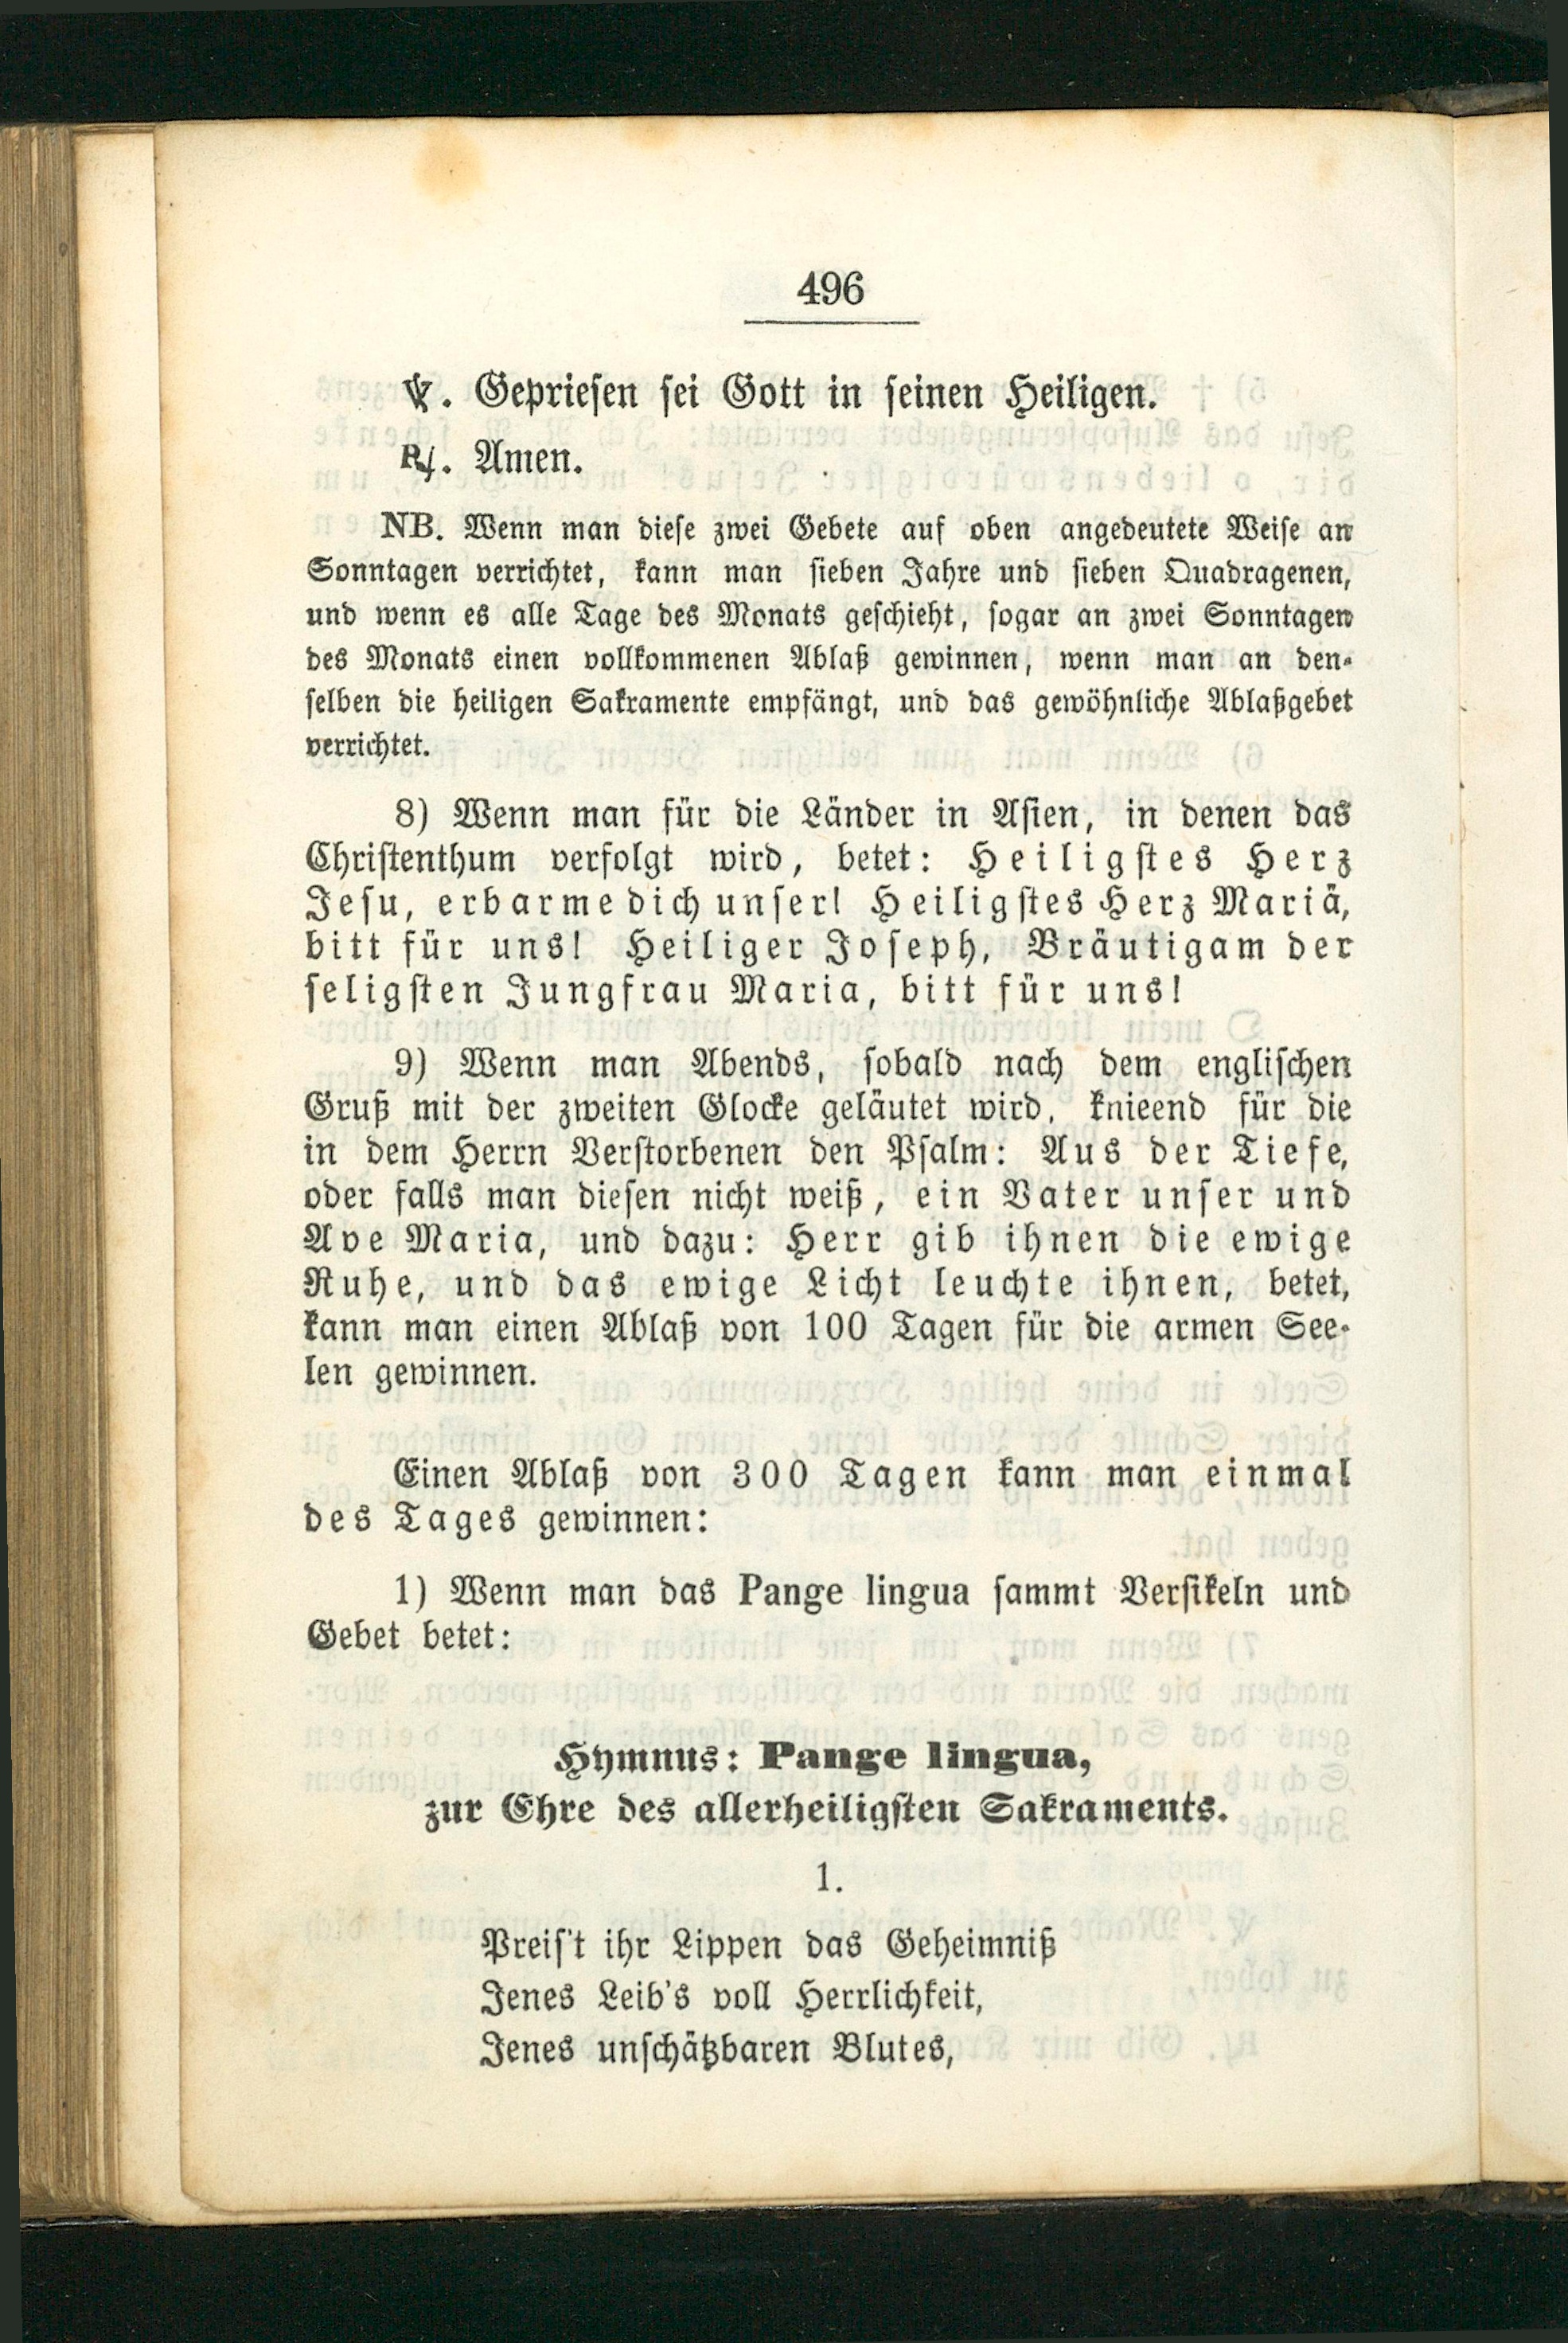 496
℣. Gepriesen sei Gott in seinen Heiligen.
℟. Amen.
NB. Wenn man diese zwei Gebete auf oben angedeutete Weise an
Sonntagen verrichtet, kann man sieben Jahre und sieben Quadragenen,
und wenn es alle Tage des Monats geschieht, sogar an zwei Sonntagen
des Monats einen vollkommenen Ablaß gewinnen, wenn man an den-
selben die heiligen Sakramente empfängt, und das gewöhnliche Ablaßgebet
verrichtet.
8) Wenn man für die Länder in Asien, in denen das
Christenthum verfolgt wird, betet: Heiligstes Herz
Jesu, erbarme dich unser! Heiligstes Herz Mariä,
bitt für uns! Heiliger Joseph, Bräutigam der
seligsten Jungfrau Maria, bitt für uns!
9) Wenn man Abends, sobald nach dem englischen
Gruß mit der zweiten Glocke geläutet wird, knieend für die
in dem Herrn Verstorbenen den Psalm: Aus der Tiefe,
oder falls man diesen nicht weiß, ein Vater unser und
Ave Maria, und dazu: Herr gib ihnen die ewige
Ruhe, und das ewige Licht leuchte ihnen, betet,
kann man einen Ablaß von 100 Tagen für die armen See-
len gewinnen.
Einen Ablaß von 300 Tagen kann man einmal
des Tages gewinnen:
1) Wenn man das Pange lingua sammt Versikeln und
Gebet betet:
Hymnus: Pange lingua,
zur Ehre des allerheiligsten Sakraments.
1.
Preis't ihr Lippen das Geheimniß
Jenes Leib's voll Herrlichkeit,
Jenes unschätzbaren Blutes,